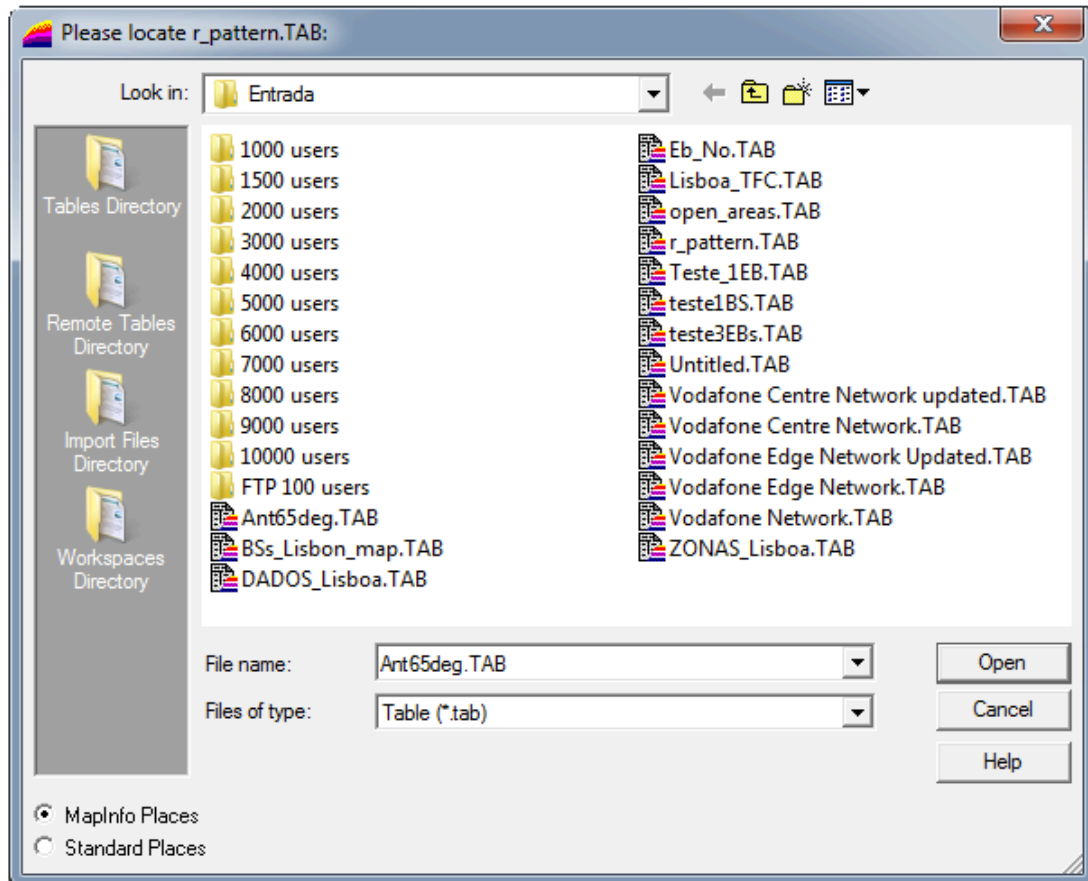 Please locate r_pattern.TAB:
Look in:
Entrada
Tables Directory
Remote Tables
Directory
Import Files
Directory
Workspaces
Directory
1000 users
1500 users
2000 users
3000 users
4000 users
5000 users
6000 users
7000 users
8000 users
9000 users
10000 users
FTP 100 users
Ant65deg.TAB
BSs_Lisbon_map.TAB
DADOS_Lisboa.TAB
Eb_No.TAB
Lisboa_TFC.TAB
open_areas.TAB
r_pattern.TAB
Teste_1EB.TAB
teste1BS.TAB
teste3EBs.TAB
Untitled.TAB
Vodafone Centre Network updated.TAB
Vodafone Centre Network.TAB
Vodafone Edge Network Updated.TAB
Vodafone Edge Network.TAB
Vodafone Network.TAB
ZONAS_Lisboa.TAB
File name:
Ant65deg.TAB
Open
Files of type:
Table (*.tab)
Cancel
Help
MapInfo Places
Standard Places